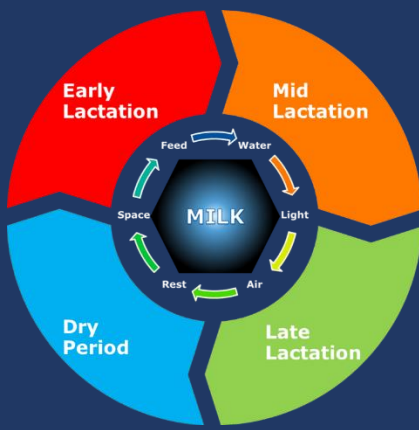 Early
Lactation
Mid
Lactation
Feed
Water
Space
MILK
Light
Rest
Air
Dry
Period
Late
Lactation